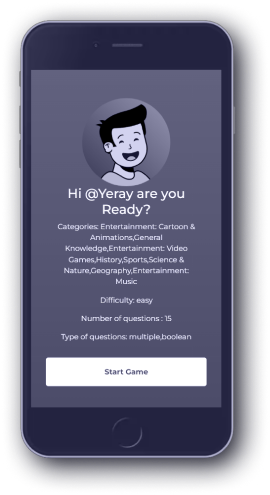 Hi @Yeray are you
Ready?
Categories: Entertainment: Cartoon &
Animations,General
Knowledge,Entertainment: Video
Games,History,Sports,Science &
Nature,Geography,Entertainment:
Music
Difficulty: easy
Number of questions : 15
Type of questions: multiple,boolean
Start Game